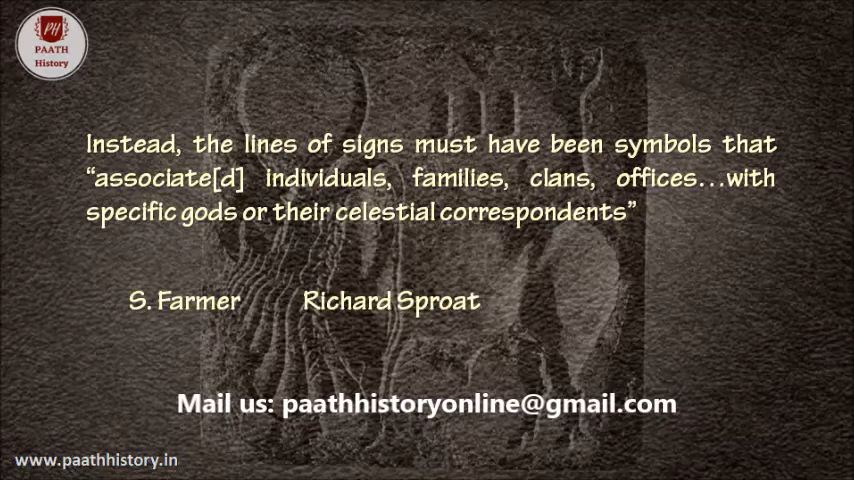 PH
PAATH
History
Instead, the lines of signs must have been symbols that
“associate[d] individuals, families, clans, offices...with
specific gods or their celestial correspondents”
S. Farmer Richard Sproat
Mail us: paathhistoryonline@gmail.com
www.paathhistory.in